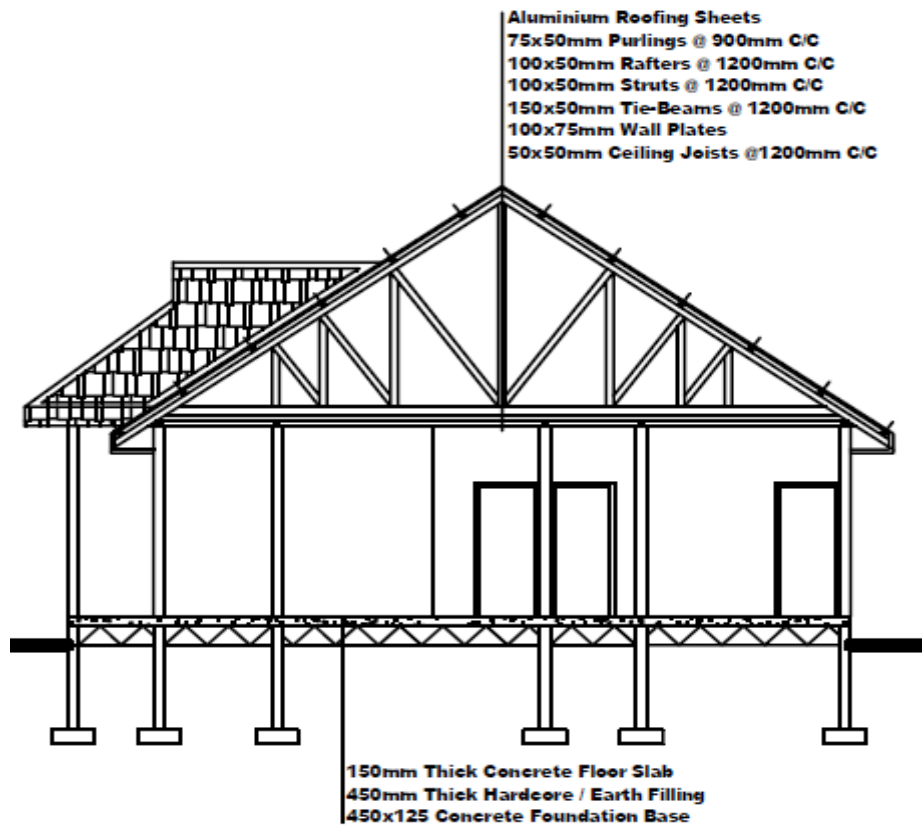 Aluminium Roofing Sheets
75x50mm Purlings @ 900mm C/C
100x50mm Rafters @ 1200mm C/C
100x50mm Struts @ 1200mm C/C
150x50mm Tie-Beams @ 1200mm C/C
100x75mm Wall Plates
50x50mm Ceiling Joists @1200mm C/C
150mm Thick Concrete Floor Slab
450mm Thick Hardcore / Earth Filling
450x125 Concrete Foundation Base